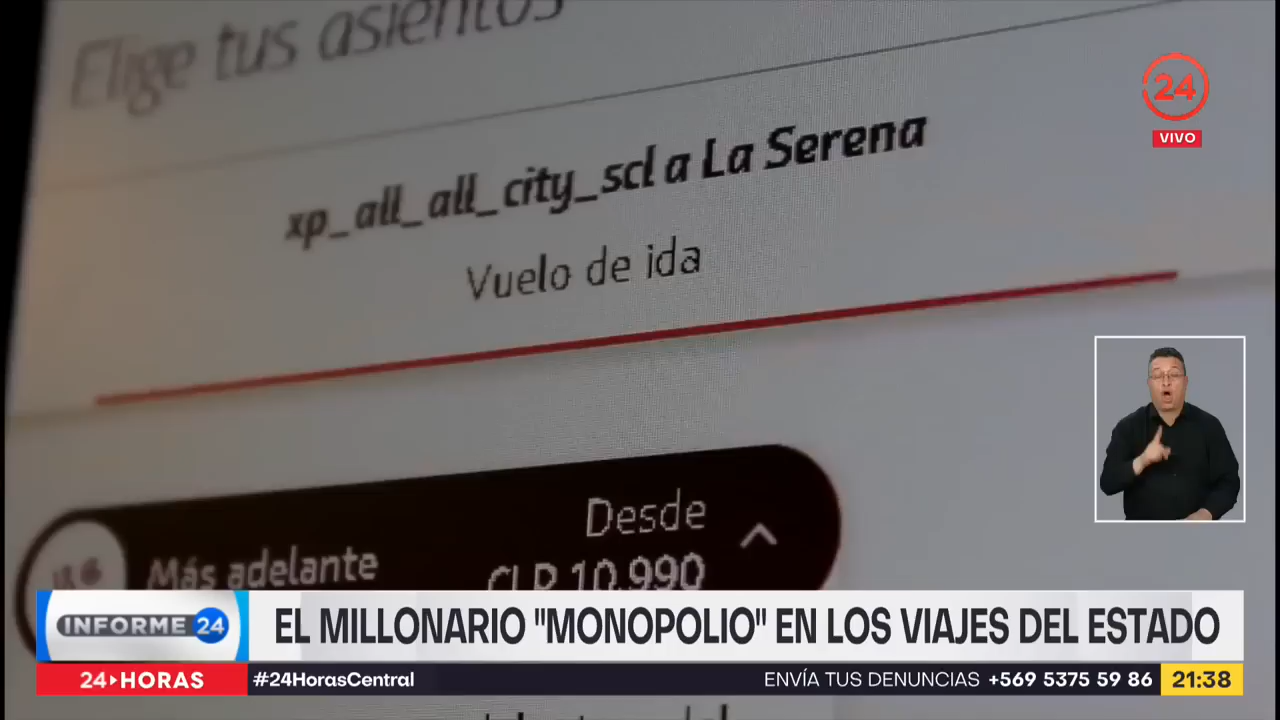 Elige tus asientos
xp_all_all_city_scl a La Serena
Vuelo de ida
Desde
Más adelante
CLP 10.990
24
VIVO
INFORME 24
EL MILLONARIO "MONOPOLIO" EN LOS VIAJES DEL ESTADO
24 HORAS
#24HorasCentral
ENVÍA TUS DENUNCIAS +569 5375 59 86
21:38